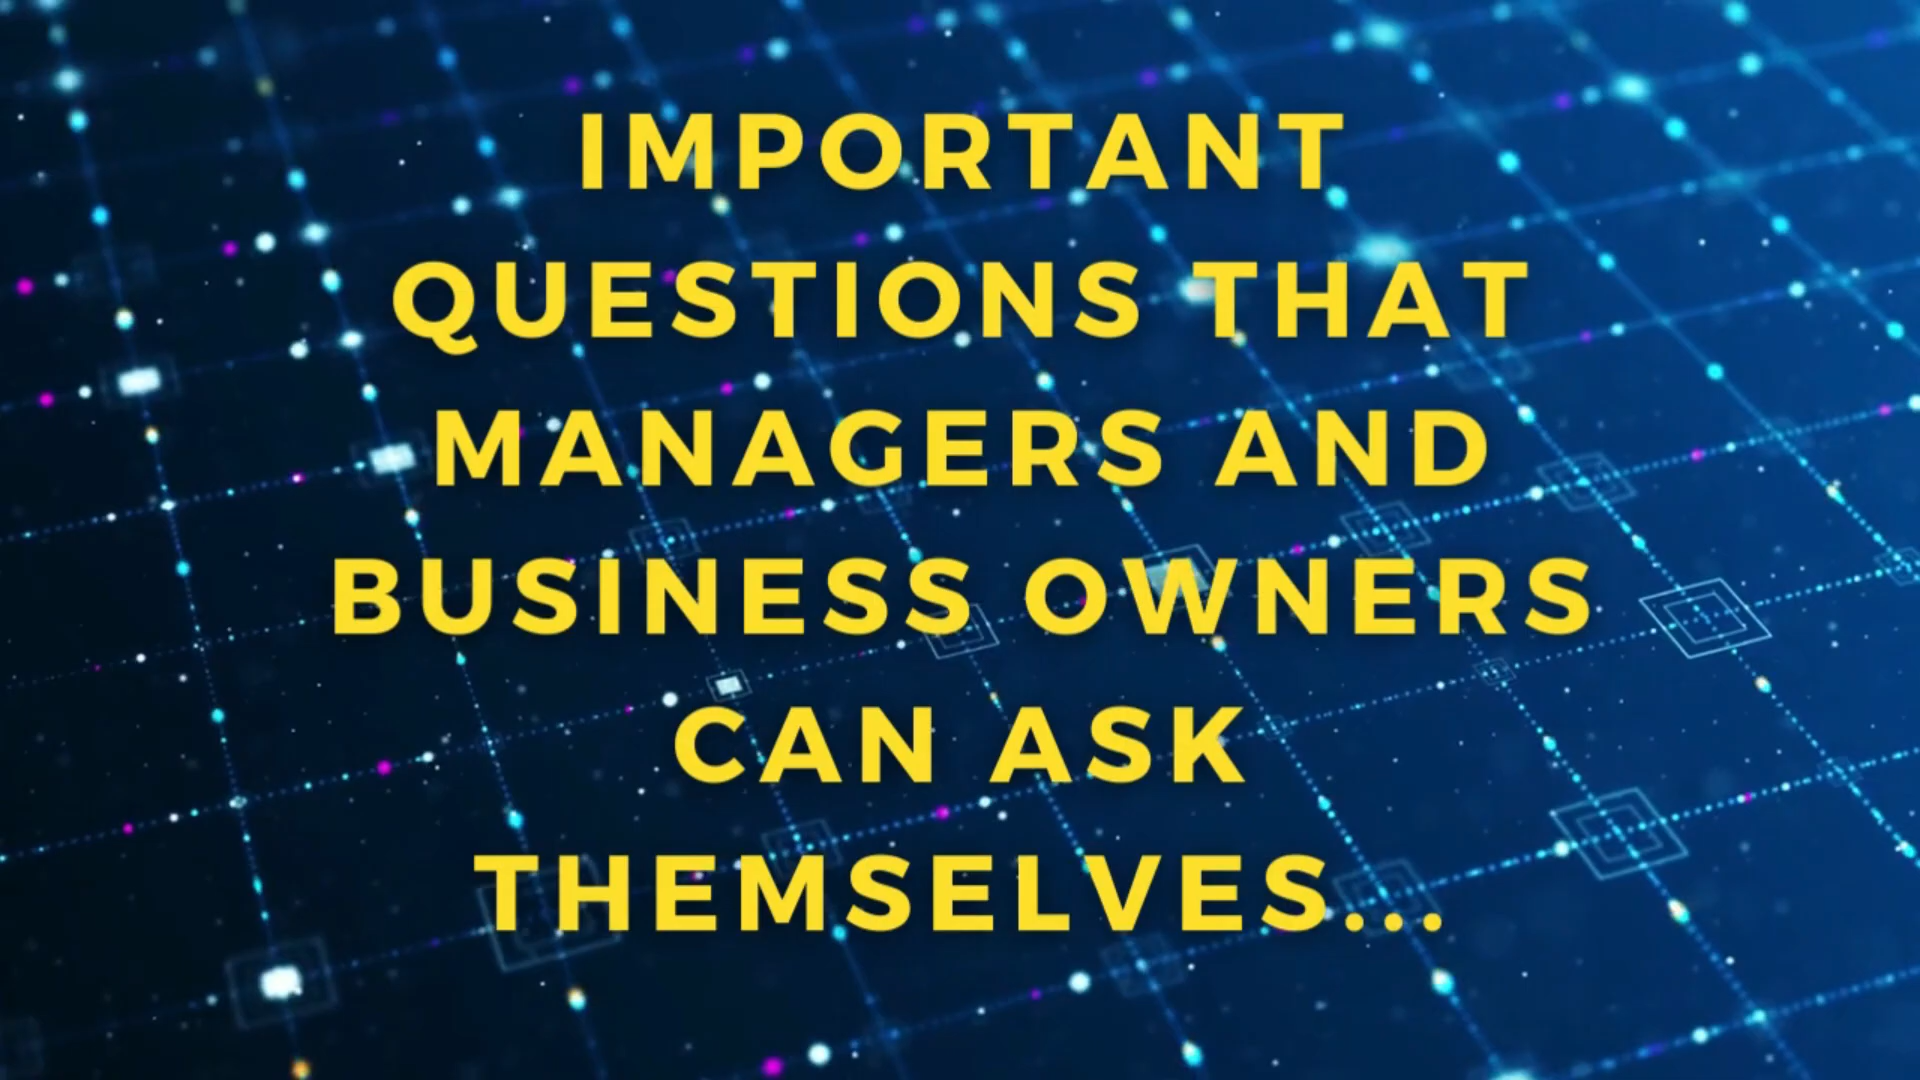 IMPORTANT
QUESTIONS THAT
MANAGERS AND
BUSINESS OWNERS
CAN ASK
THEMSELVES...